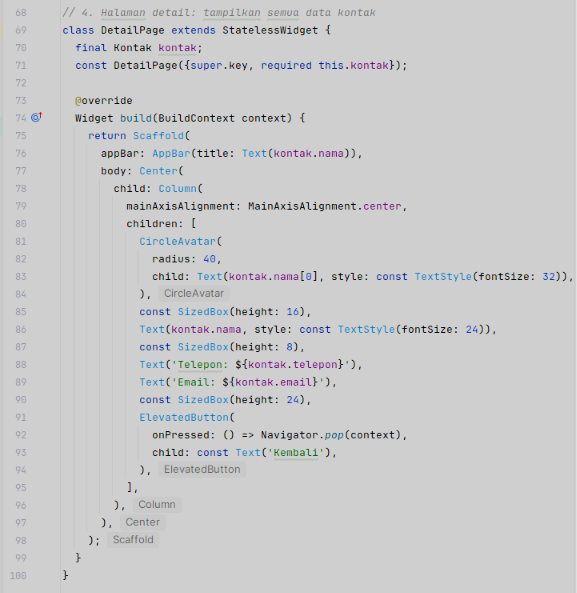 68 // 4. Halaman detail: tampilkan semua data kontak
69 class DetailPage extends StatelessWidget {
70   final Kontak kontak;
71   const DetailPage({super.key, required this.kontak});
72
73   @override
74   Widget build(BuildContext context) {
75     return Scaffold(
76       appBar: AppBar(title: Text(kontak.nama)),
77       body: Center(
78         child: Column(
79           mainAxisAlignment: MainAxisAlignment.center,
80           children: [
81             CircleAvatar(
82               radius: 40,
83               child: Text(kontak.nama[0], style: const TextStyle(fontSize: 32)),
84             ), CircleAvatar
85             const SizedBox(height: 16),
86             Text(kontak.nama, style: const TextStyle(fontSize: 24)),
87             const SizedBox(height: 8),
88             Text('Telepon: ${kontak.telepon}'),
89             Text('Email: ${kontak.email}'),
90             const SizedBox(height: 24),
91             ElevatedButton(
92               onPressed: () => Navigator.pop(context),
93               child: const Text('Kembali'),
94             ), ElevatedButton
95           ],
96         ), Column
97       ), Center
98     ); Scaffold
99   }
100 }